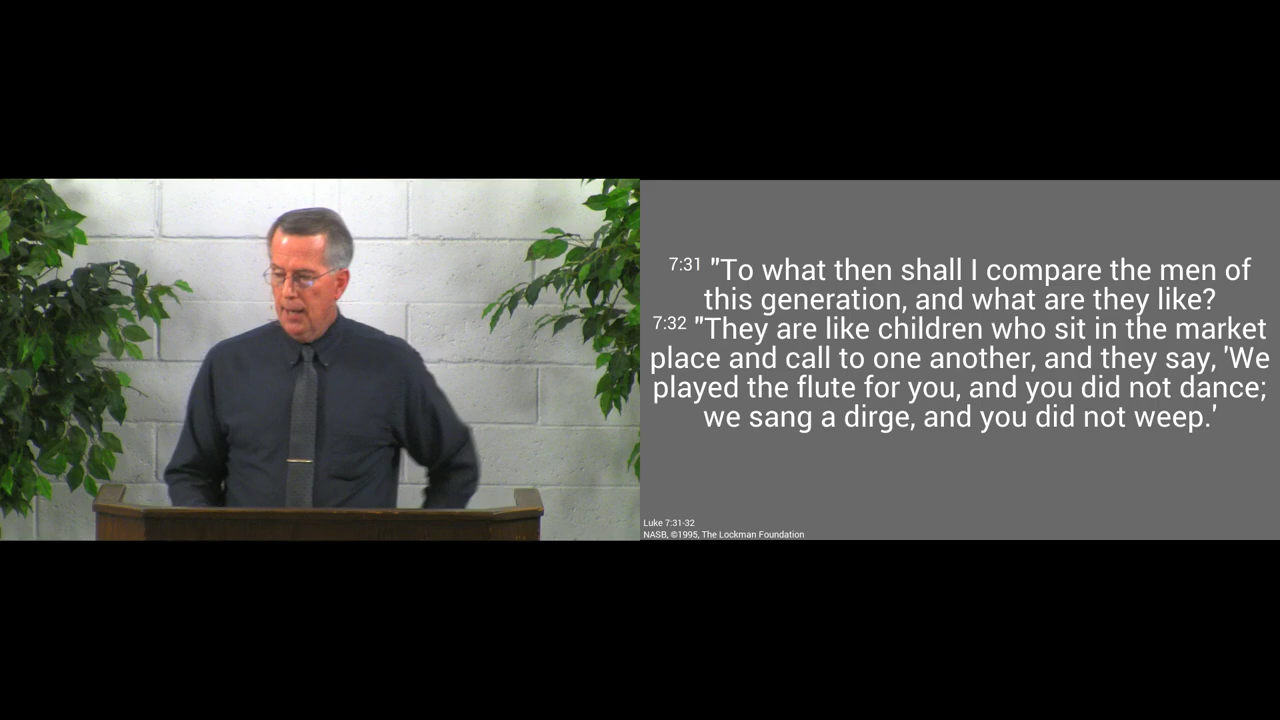 7:31 "To what then shall I compare the men of
this generation, and what are they like?
7:32 "They are like children who sit in the market
place and call to one another, and they say, 'We
played the flute for you, and you did not dance;
we sang a dirge, and you did not weep.'
Luke 7:31-32
NASB, ©1995, The Lockman Foundation